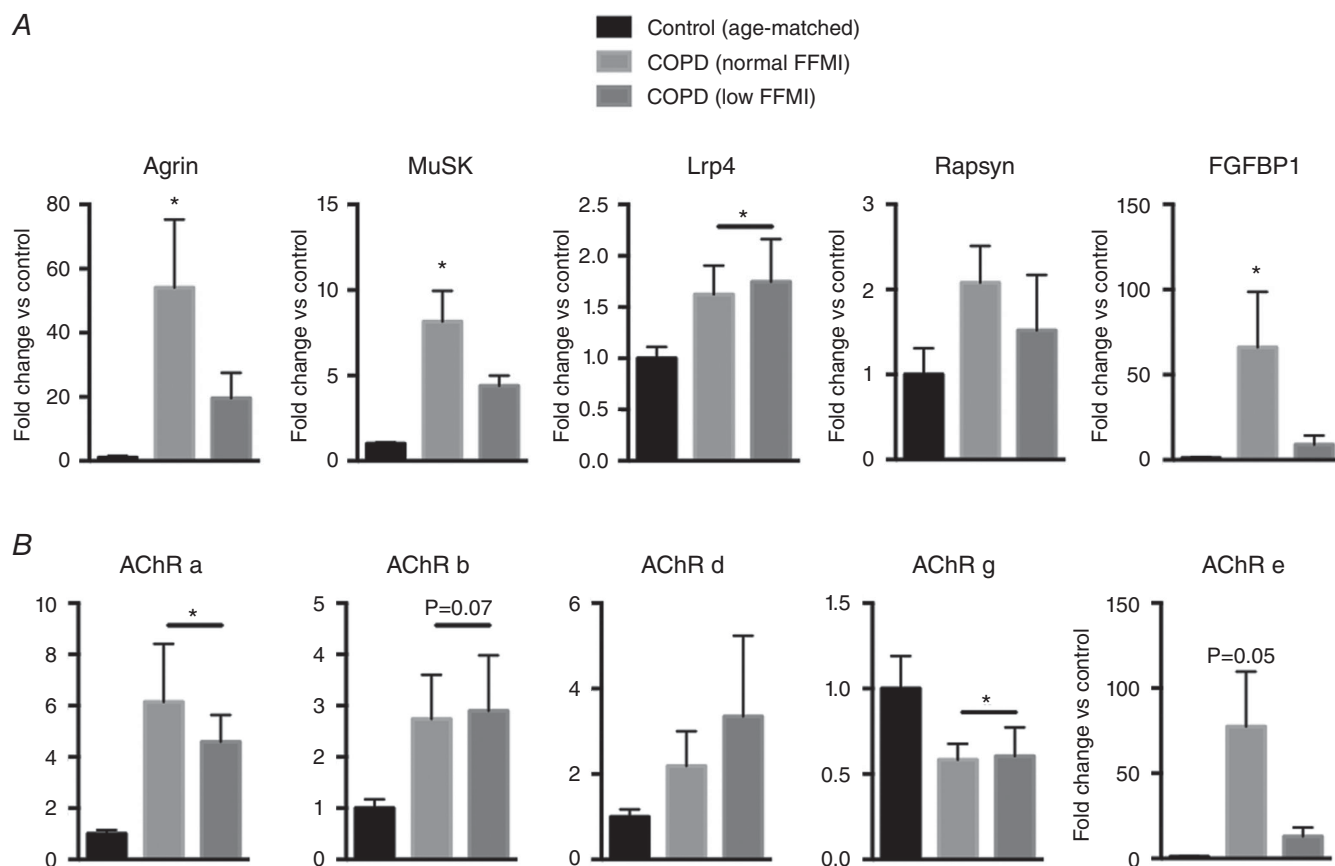 A
Control (age-matched)
COPD (normal FFMI)
COPD (low FFMI)
Agrin
MuSK
Lrp4
Rapsyn
FGFBP1
Fold change vs control
80
60
40
20
0
*
Fold change vs control
15
10
5
0
*
Fold change vs control
2.5
2.0
1.5
1.0
0.5
0.0
*
Fold change vs control
3
2
1
0
Fold change vs control
150
100
50
0
*
B
AChR a
AChR b
AChR d
AChR g
AChR e
10
8
6
4
2
0
*
5
4
3
2
1
0
P=0.07
6
4
2
0
1.5
1.0
0.5
0.0
*
Fold change vs control
150
100
50
0
P=0.05